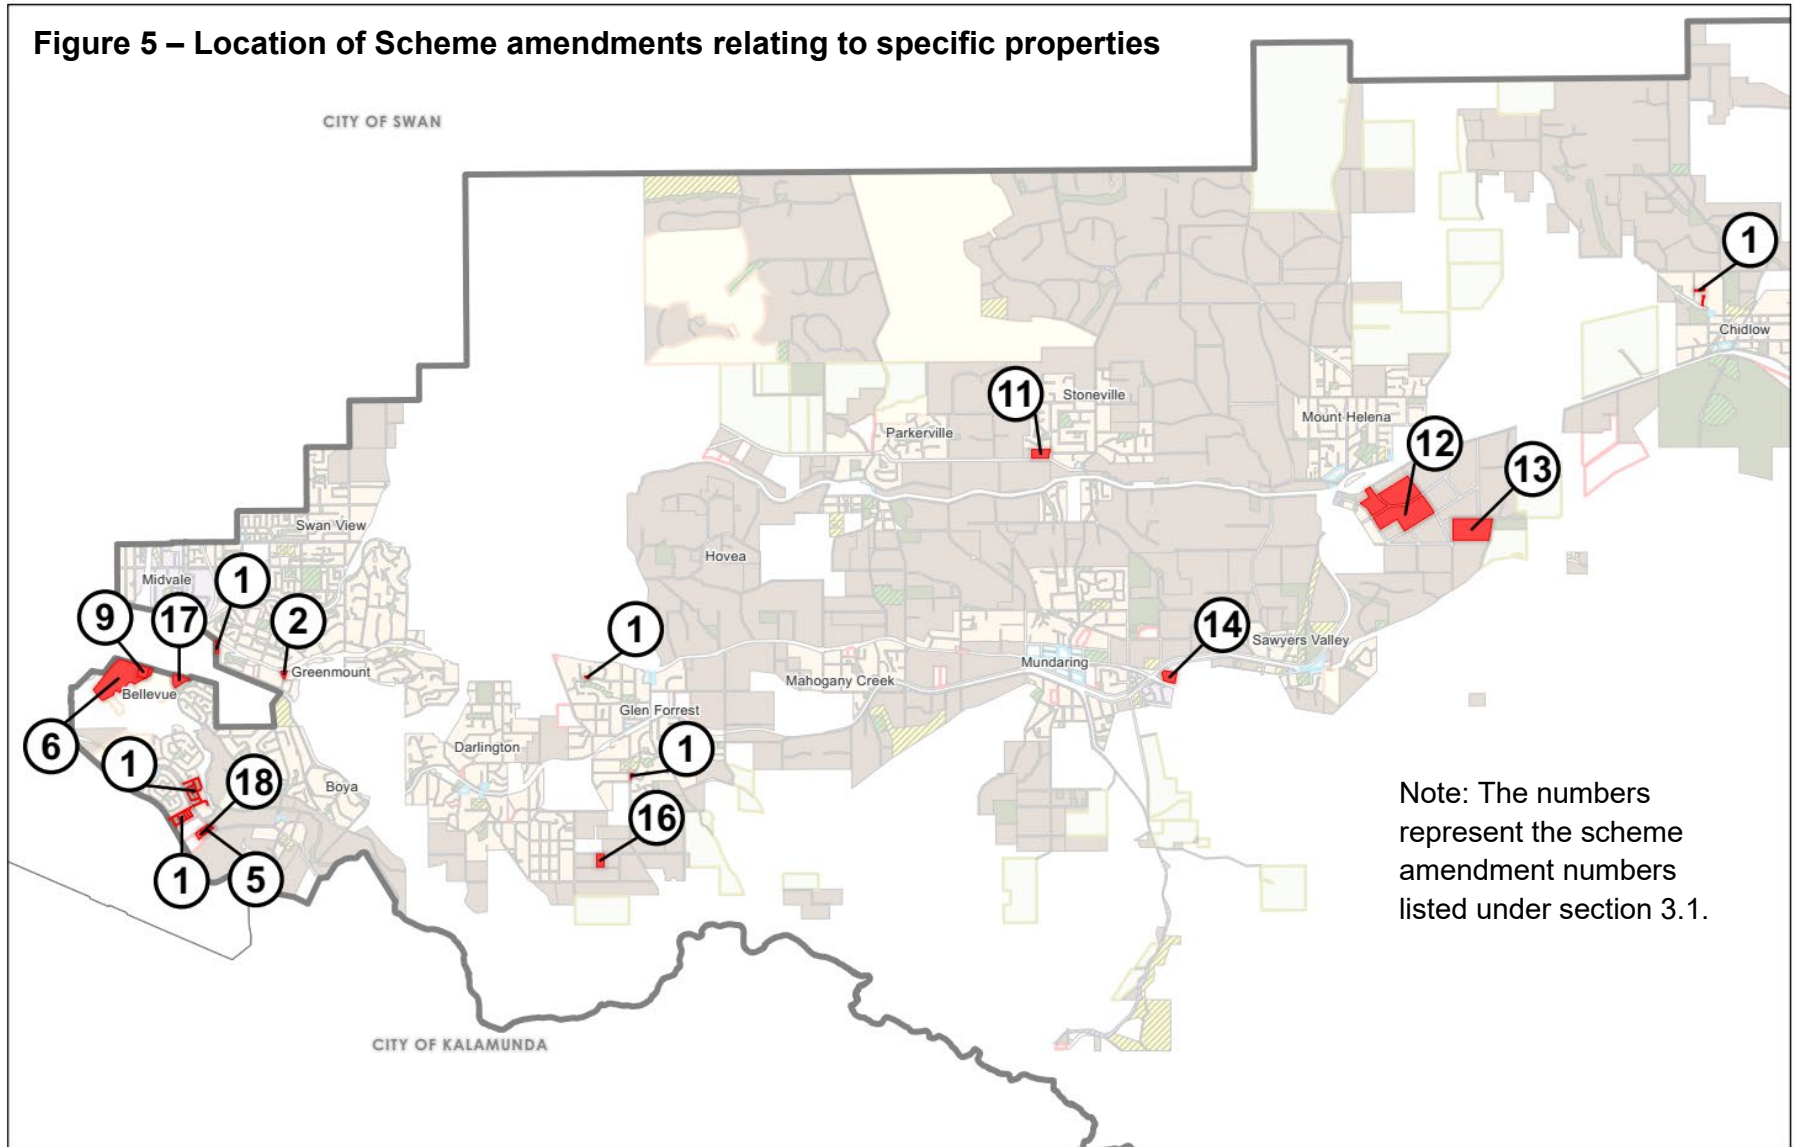 Figure 5 – Location of Scheme amendments relating to specific properties
CITY OF SWAN
1
Chidlow
11
Stoneville
Mount Helena
Parkerville
12
13
Swan View
Hovea
Midvale
1
9
17
2
1
14
Sawyers Valley
Greenmount
Mundaring
Bellevue
Mahogany Creek
Glen Forrest
6
Darlington
1
1
18
Boya
16
Note: The numbers
represent the scheme
amendment numbers
listed under section 3.1.
1
5
CITY OF KALAMUNDA